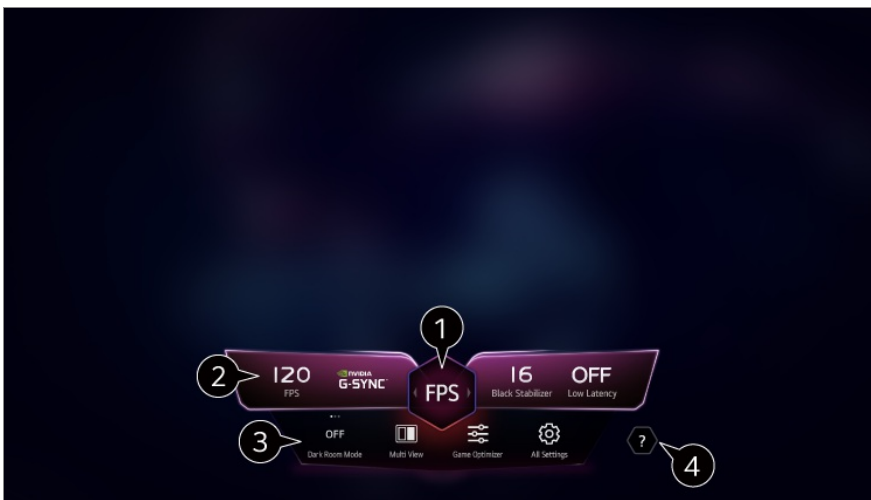 1
2
120
FPS
NVIDIA
G-SYNC
FPS
16
Black Stabilizer
OFF
Low Latency
3
OFF
Dark Room Mode
Multi View
Game Optimizer
All Settings
?
4